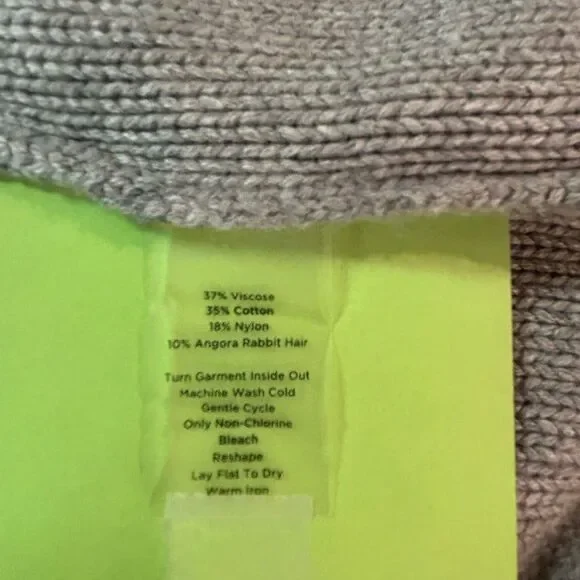 37% Viscose
35% Cotton
18% Nylon
10% Angora Rabbit Hair
Turn Garment Inside Out
Machine Wash Cold
Gentle Cycle
Only Non-Chlorine
Bleach
Reshape
Lay Flat To Dry
Warm Iron